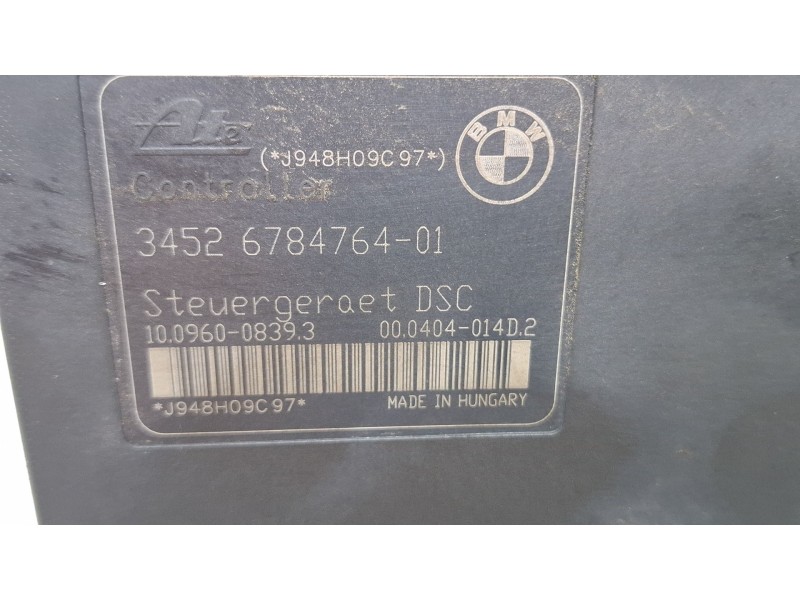 Ate
BMW
(*J948H09C97*)
Controller
3452 6784764-01
Steuergeraet DSC
10.0960-0839.3 00.0404-014D.2
*J948H09C97*
MADE IN HUNGARY